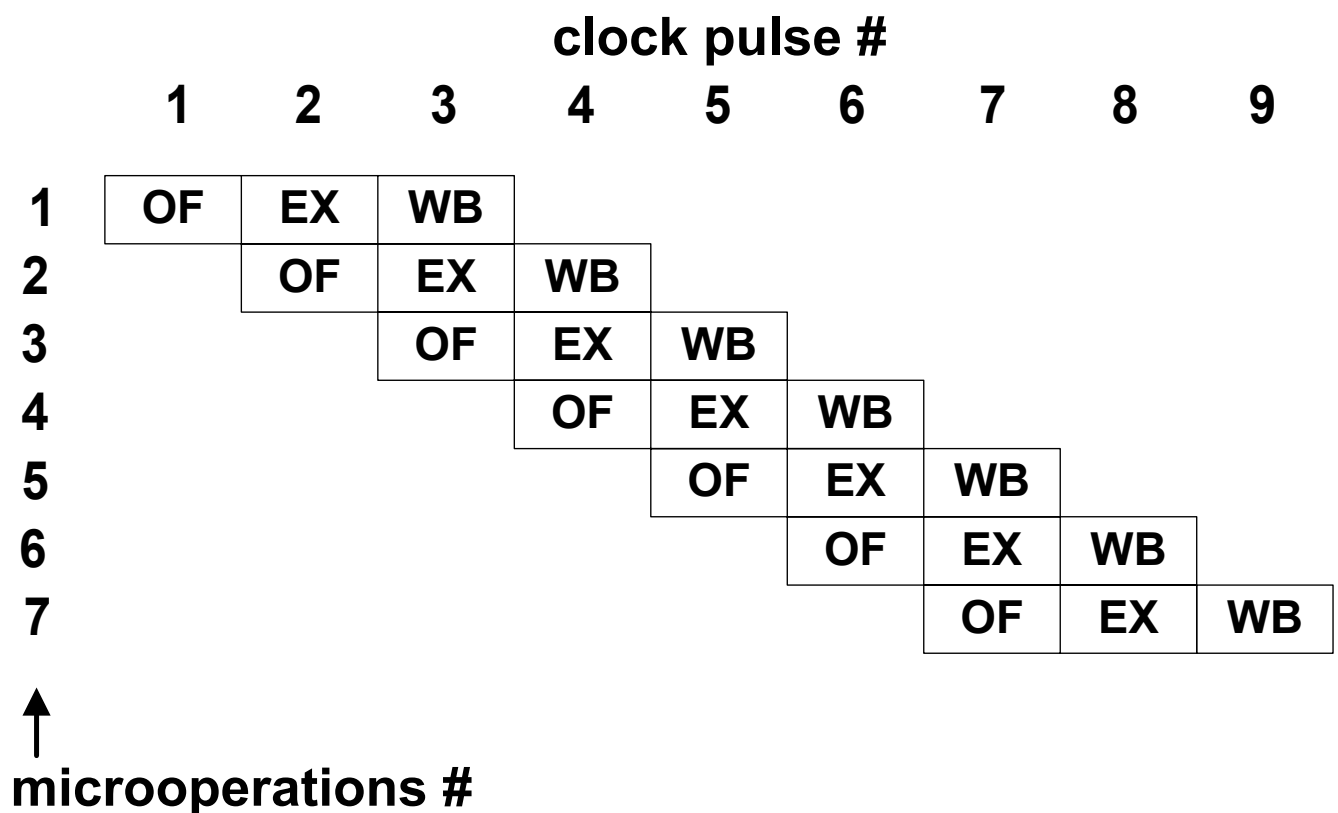 clock pulse #
1 2 3 4 5 6 7 8 9
1 OF EX WB
2 OF EX WB
3 OF EX WB
4 OF EX WB
5 OF EX WB
6 OF EX WB
7 OF EX WB
microoperations #